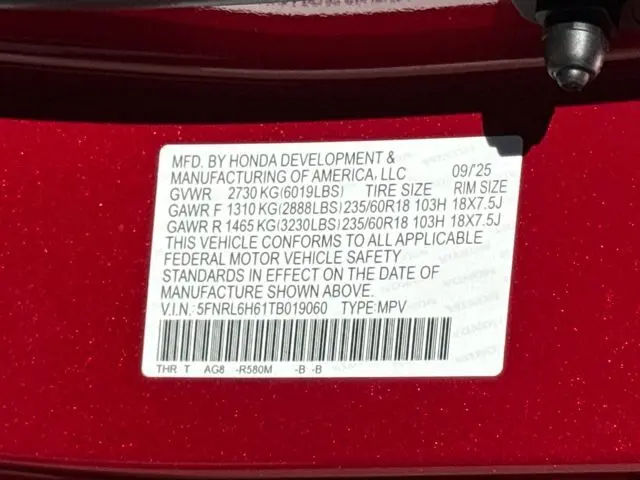 MFD. BY HONDA DEVELOPMENT &
MANUFACTURING OF AMERICA, LLC 09/'25
GVWR 2730 KG(6019LBS) TIRE SIZE RIM SIZE
GAWR F 1310 KG(2888LBS) 235/60R18 103H 18X7.5J
GAWR R 1465 KG(3230LBS) 235/60R18 103H 18X7.5J
THIS VEHICLE CONFORMS TO ALL APPLICABLE
FEDERAL MOTOR VEHICLE SAFETY
STANDARDS IN EFFECT ON THE DATE OF
MANUFACTURE SHOWN ABOVE.
V.I.N.: 5FNRL6H61TB019060 TYPE:MPV
THR T AG8 -R580M -B -B